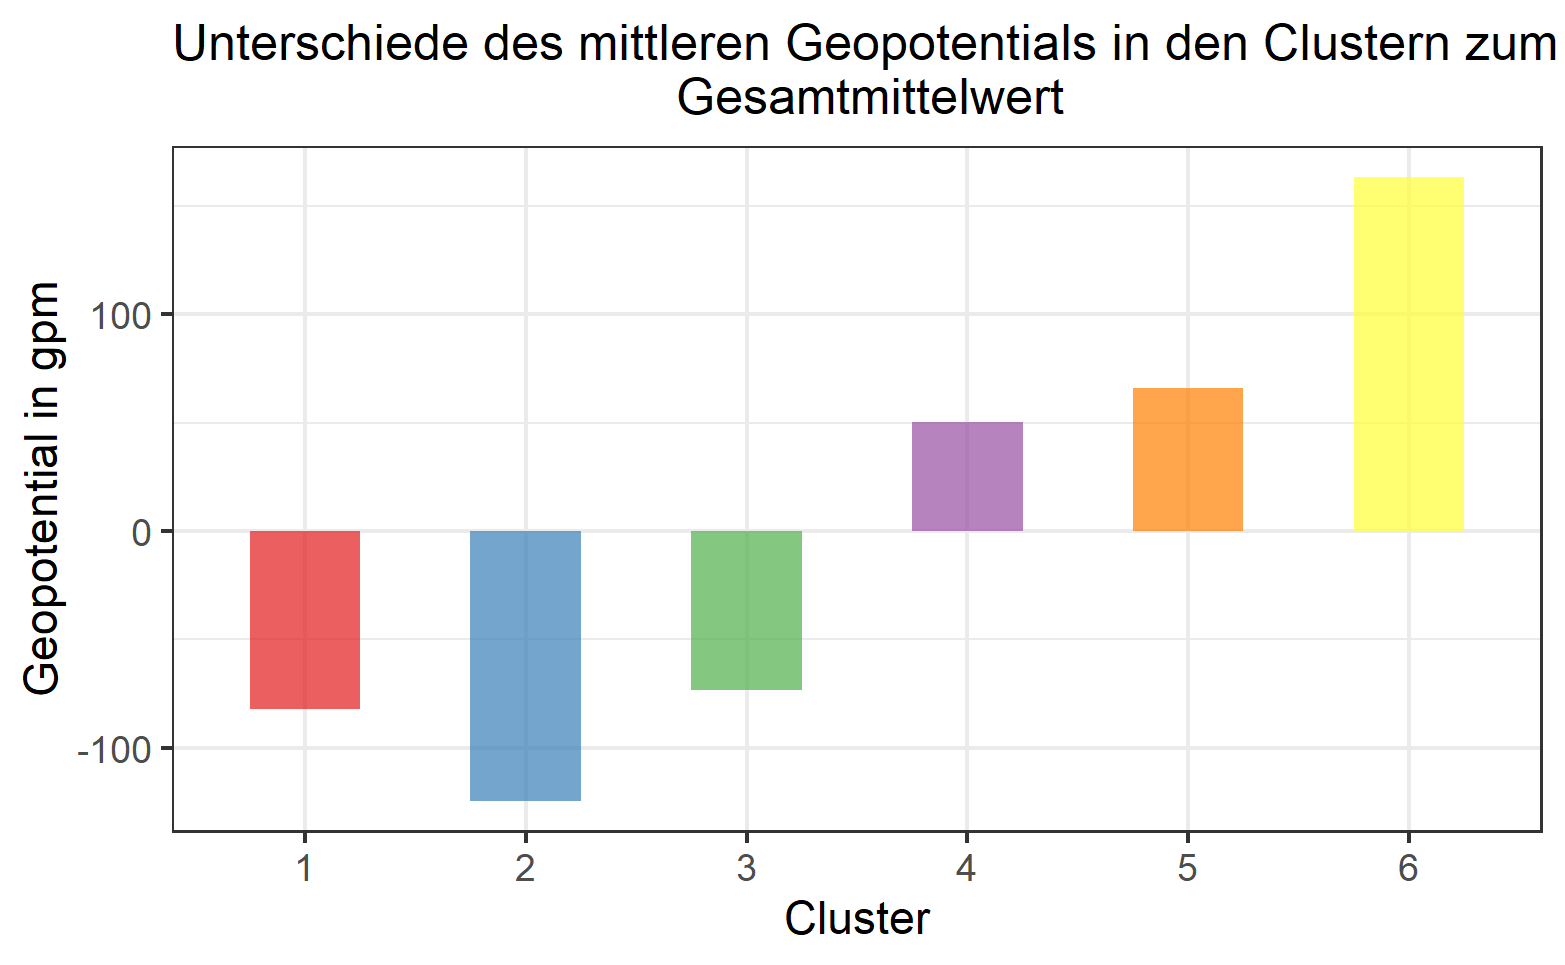 Unterschiede des mittleren Geopotentials in den Clustern zum
Gesamtmittelwert
Geopotential in gpm
100
0
-100
1 2 3 4 5 6
Cluster